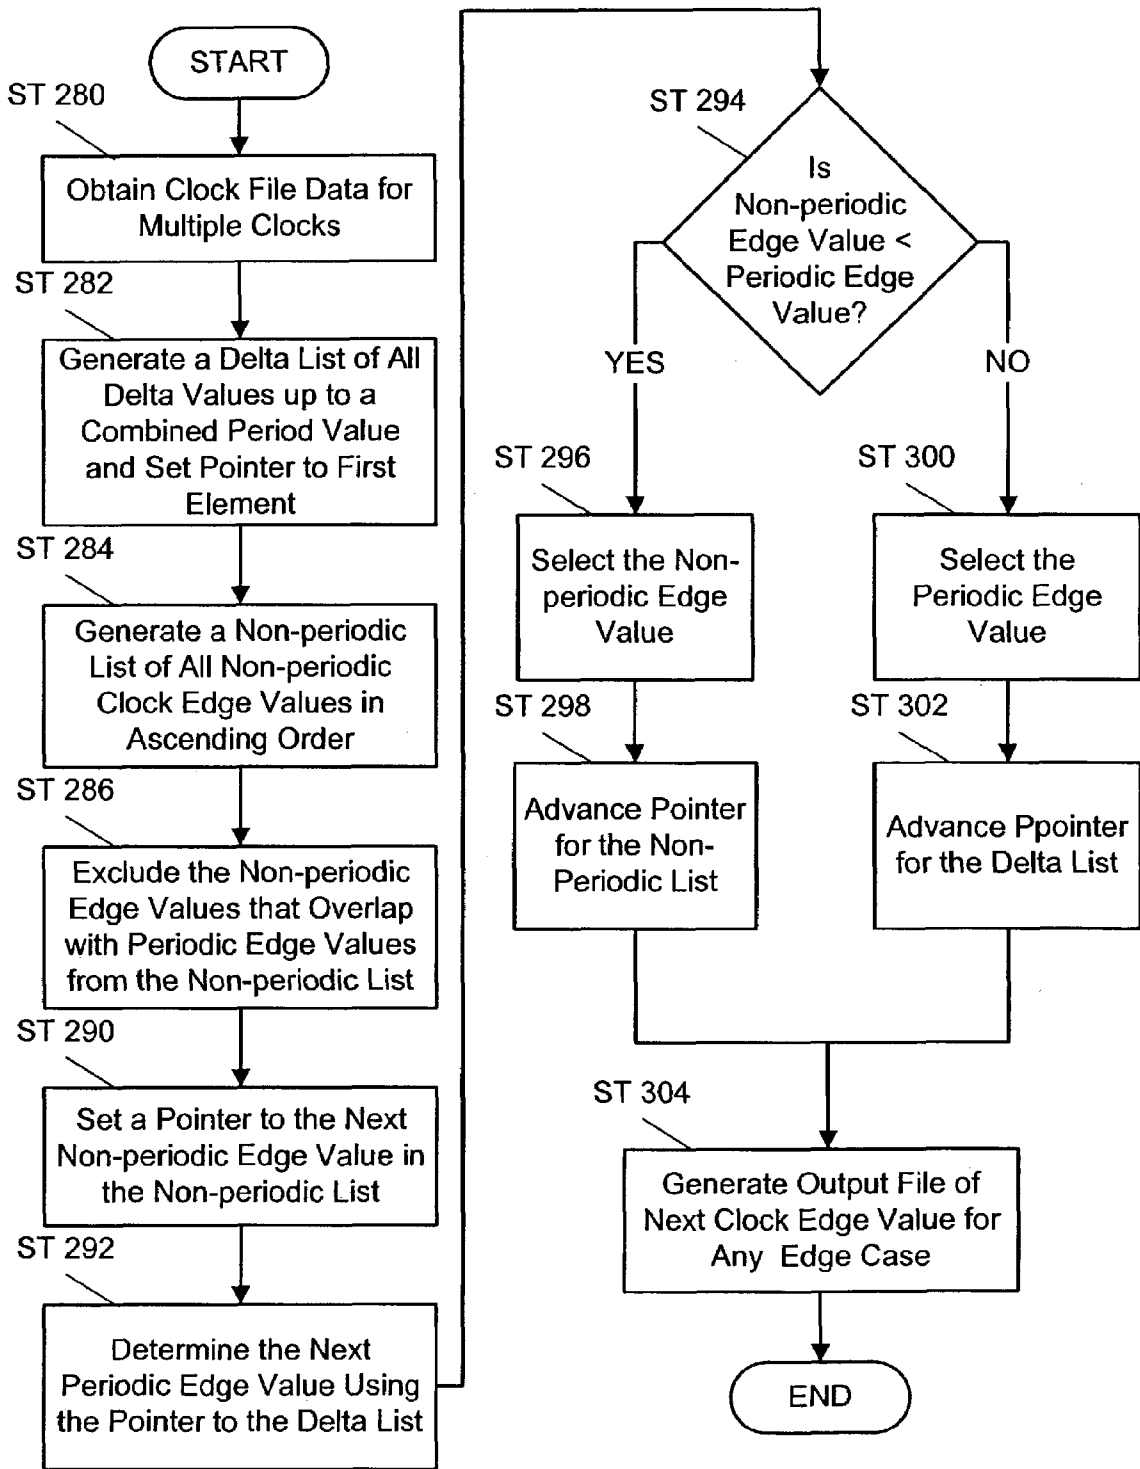 START
ST 280
Obtain Clock File Data for
Multiple Clocks
ST 282
Generate a Delta List of All
Delta Values up to a
Combined Period Value
and Set Pointer to First
Element
ST 284
Generate a Non-periodic
List of All Non-periodic
Clock Edge Values in
Ascending Order
ST 286
Exclude the Non-periodic
Edge Values that Overlap
with Periodic Edge Values
from the Non-periodic List
ST 290
Set a Pointer to the Next
Non-periodic Edge Value in
the Non-periodic List
ST 292
Determine the Next
Periodic Edge Value Using
the Pointer to the Delta List
ST 294
Is
Non-periodic
Edge Value <
Periodic Edge
Value?
YES
NO
ST 296
Select the Non-
periodic Edge
Value
ST 298
Advance Pointer
for the Non-
Periodic List
ST 300
Select the
Periodic Edge
Value
ST 302
Advance Ppointer
for the Delta List
ST 304
Generate Output File of
Next Clock Edge Value for
Any Edge Case
END